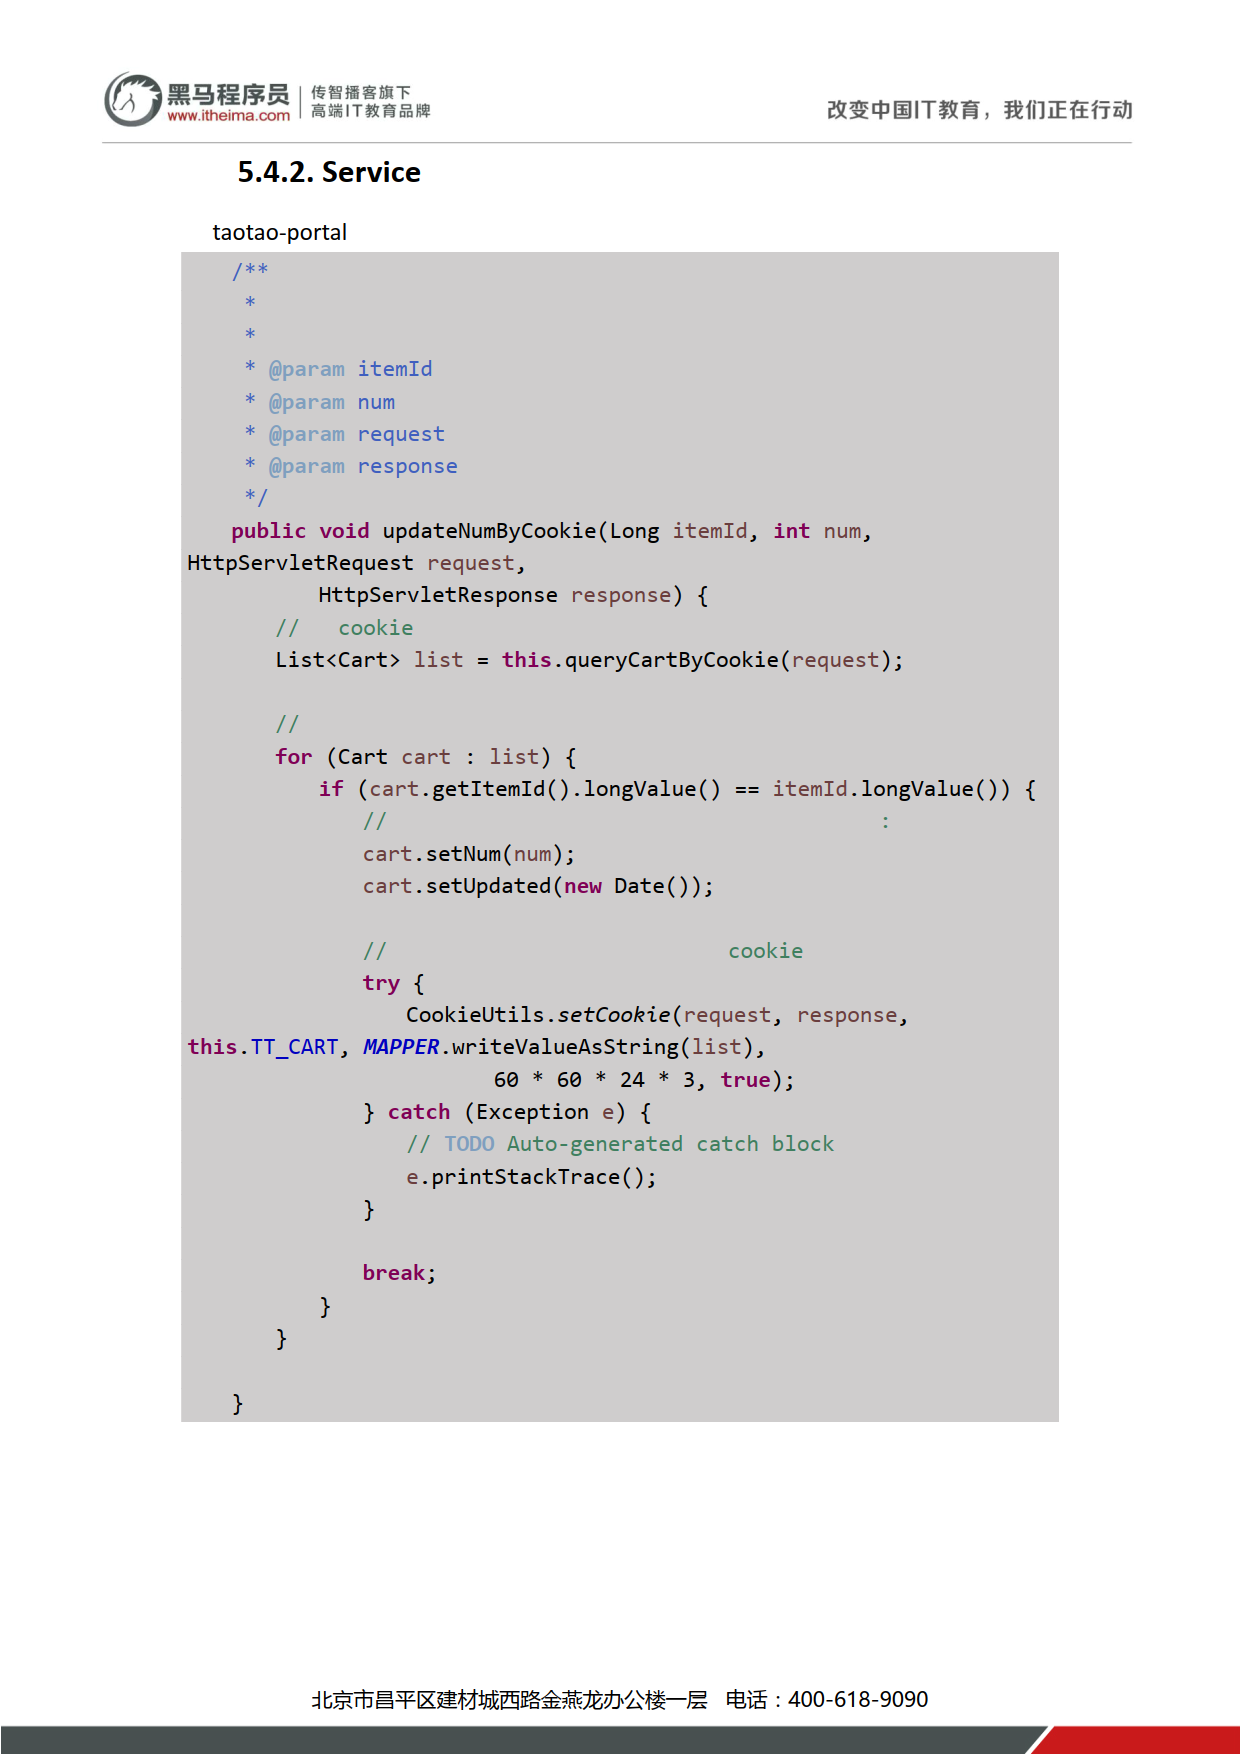 黑马程序员
www.itheima.com
传智播客旗下
高端IT教育品牌
改变中国IT教育，我们正在行动
5.4.2. Service
taotao-portal
/**
*
*
* @param itemId
* @param num
* @param request
* @param response
*/
public void updateNumByCookie(Long itemId, int num,
HttpServletRequest request,
HttpServletResponse response) {
// cookie
List<Cart> list = this.queryCartByCookie(request);
//
for (Cart cart : list) {
if (cart.getItemId().longValue() == itemId.longValue()) {
// :
cart.setNum(num);
cart.setUpdated(new Date());
// cookie
try {
CookieUtils.setCookie(request, response,
this.TT_CART, MAPPER.writeValueAsString(list),
60 * 60 * 24 * 3, true);
} catch (Exception e) {
// TODO Auto-generated catch block
e.printStackTrace();
}
break;
}
}
}
北京市昌平区建材城西路金燕龙办公楼一层 电话：400-618-9090